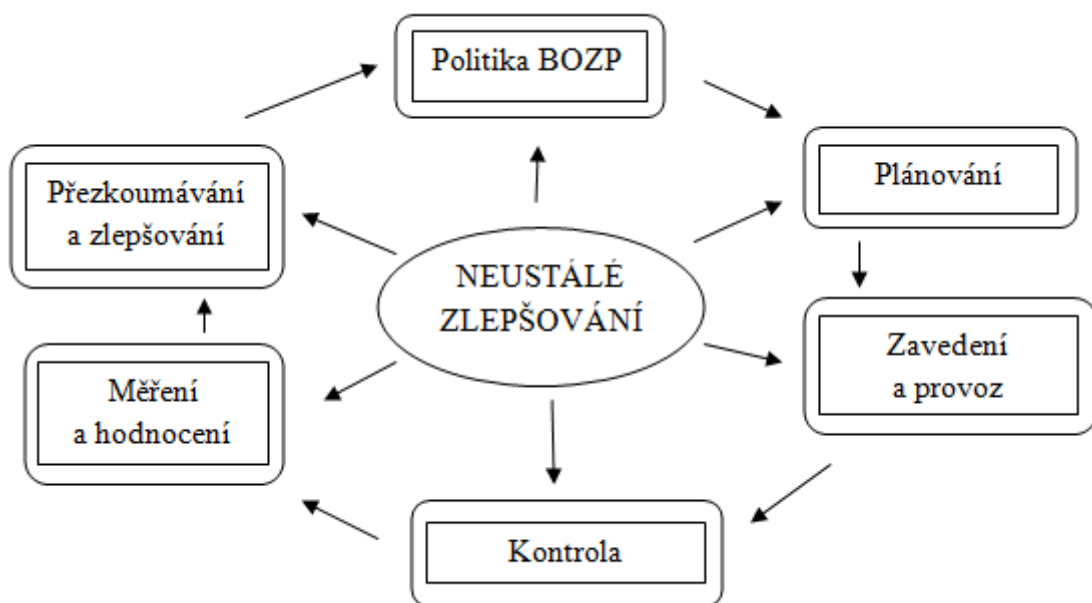 Politika BOZP
Plánování
Zavedení
a provoz
Kontrola
Měření
a hodnocení
Přezkoumávání
a zlepšování
NEUSTÁLÉ
ZLEPŠOVÁNÍ